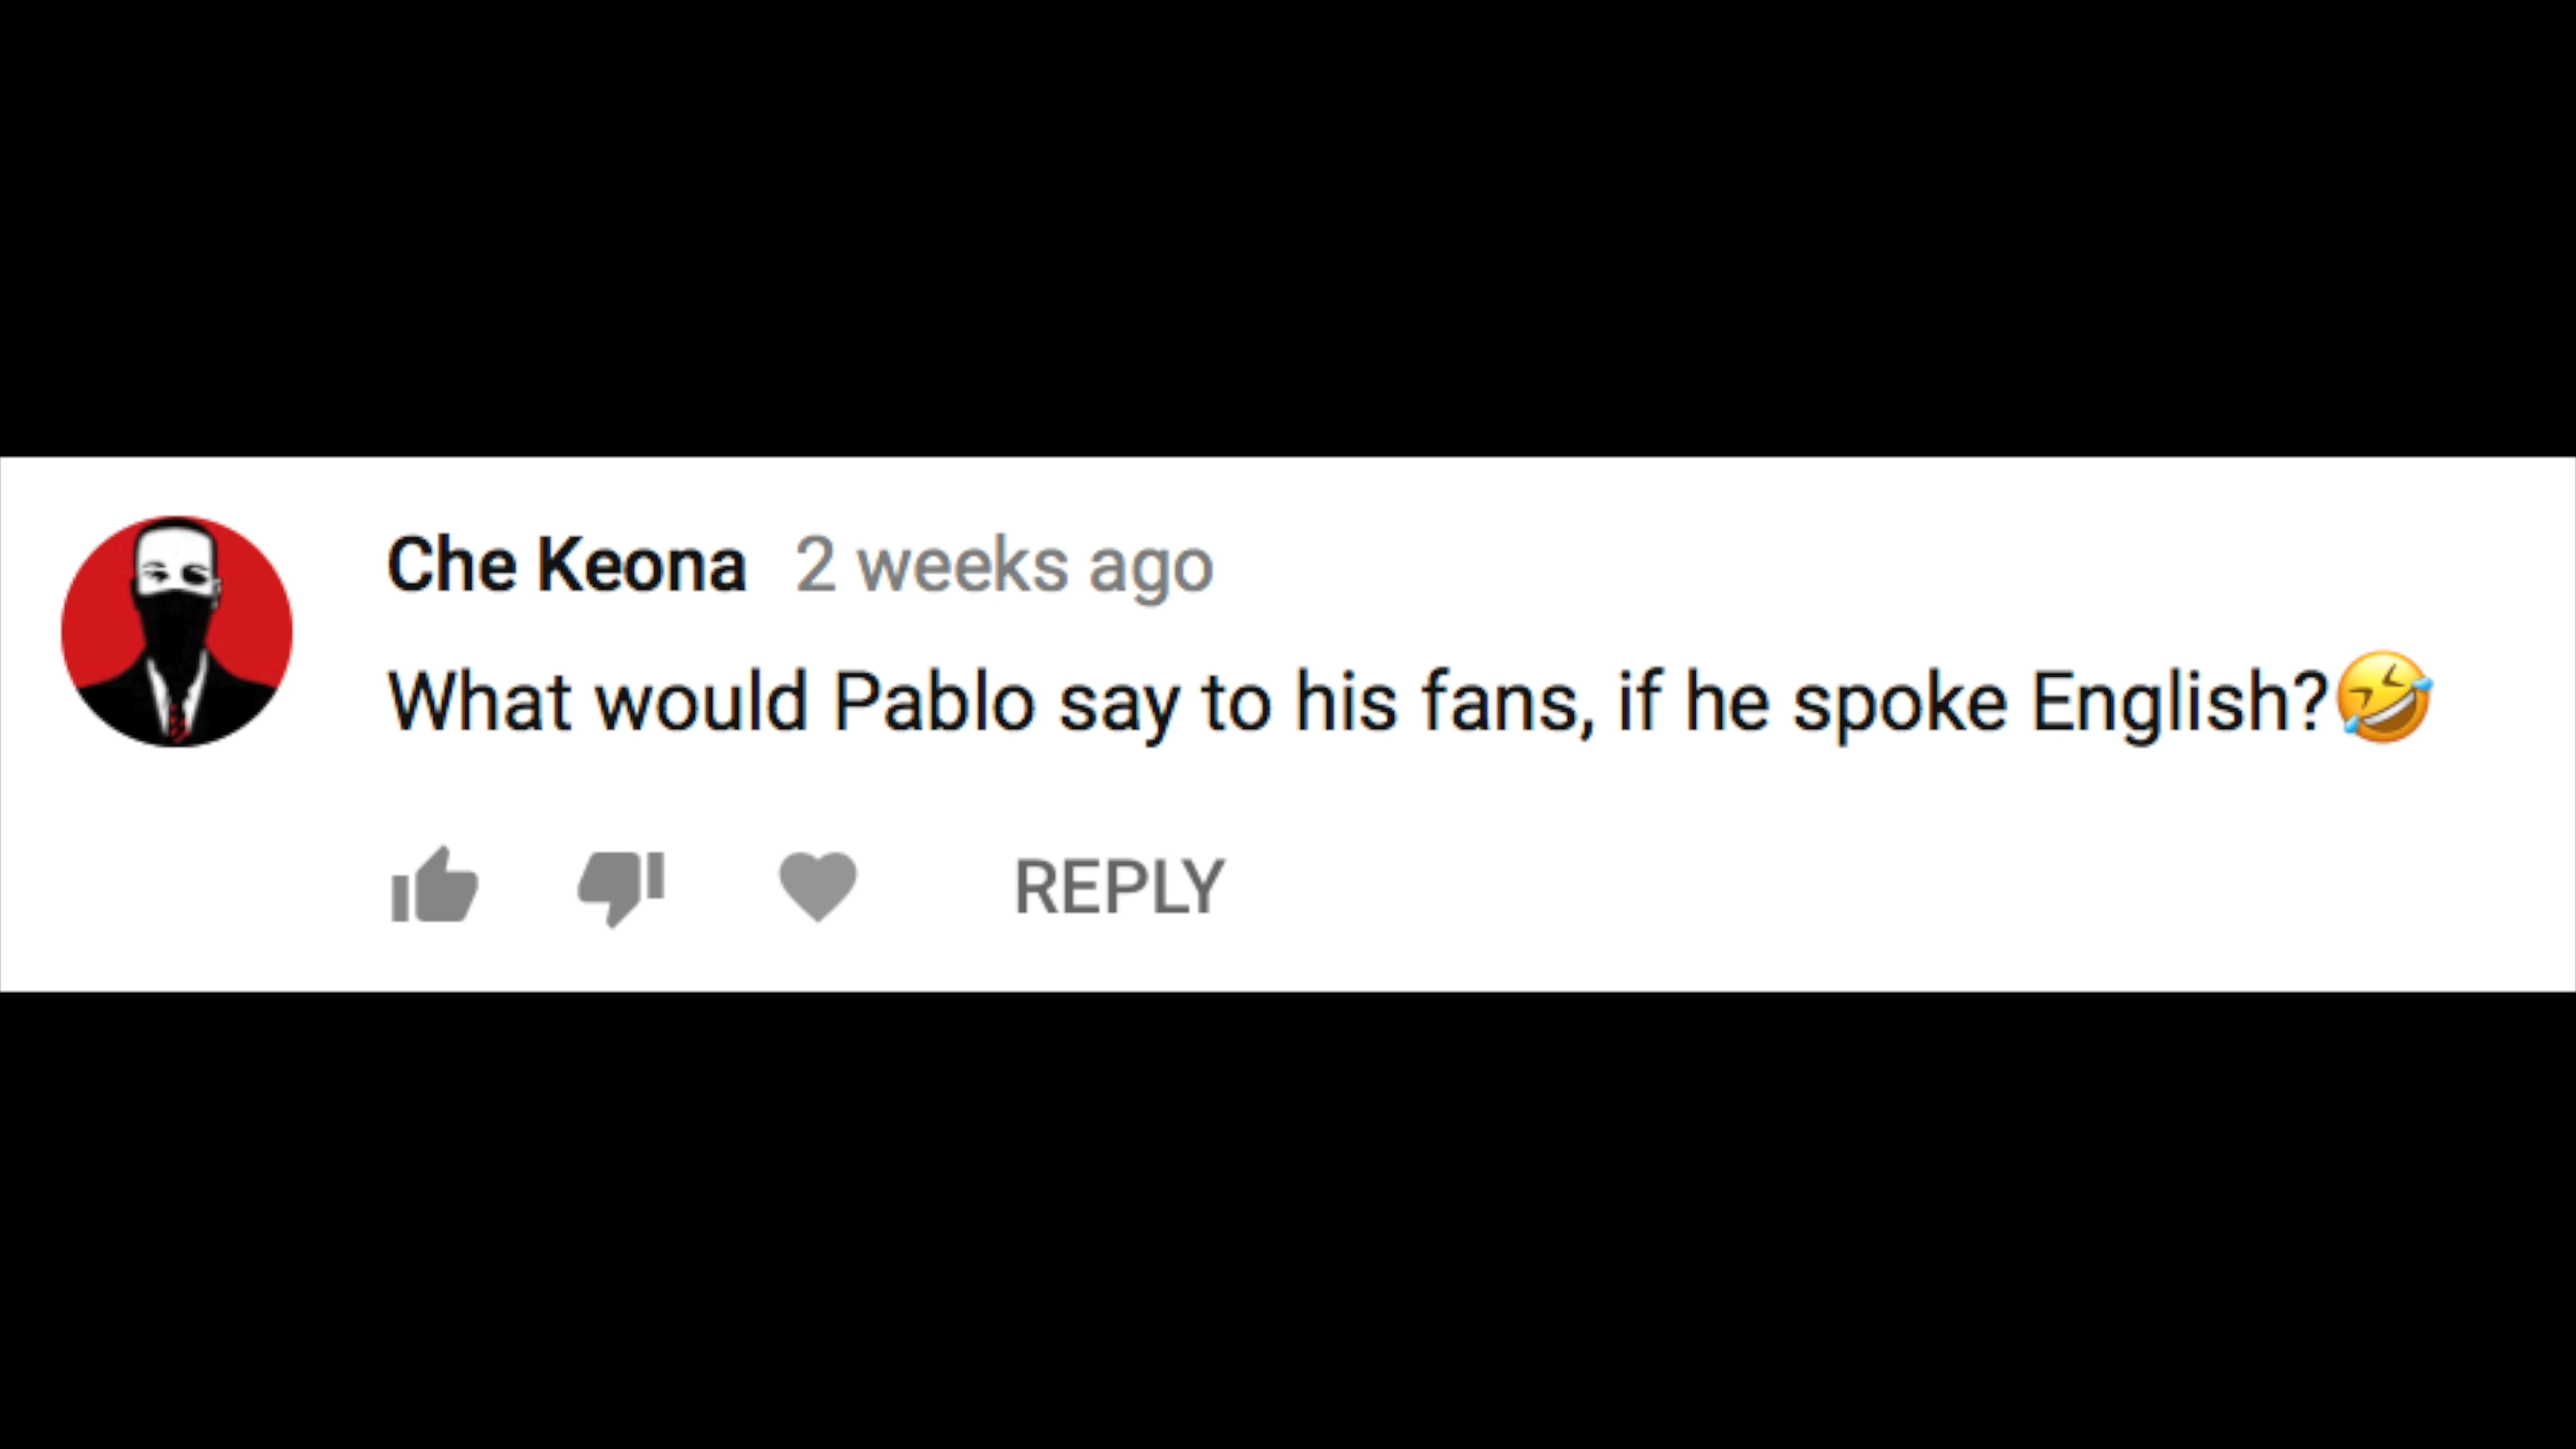 Che Keona 2 weeks ago
What would Pablo say to his fans, if he spoke English?🤣
REPLY